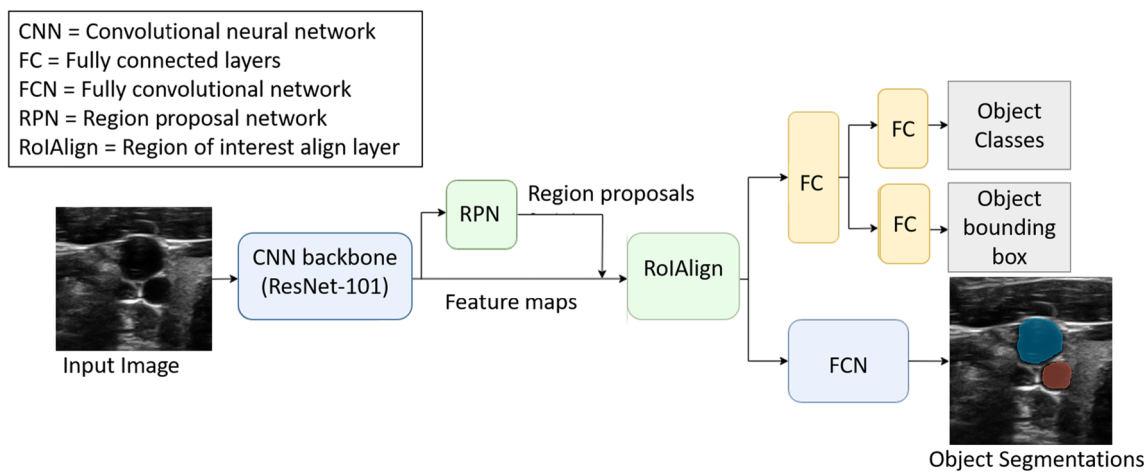 CNN = Convolutional neural network
FC = Fully connected layers
FCN = Fully convolutional network
RPN = Region proposal network
RoIAlign = Region of interest align layer
Input Image
CNN backbone
(ResNet-101)
RPN
Region proposals
Feature maps
RoIAlign
FC
FC
Object
Classes
FC
Object
bounding
box
FCN
Object Segmentations